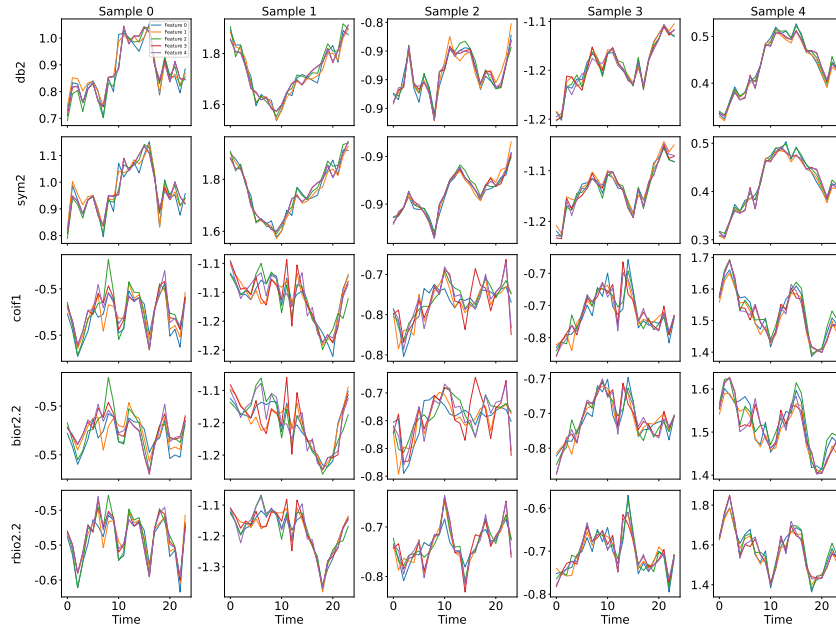 Sample 0 Sample 1 Sample 2 Sample 3 Sample 4
db2
1.0 0.9 0.8 0.7
Feature 0
Feature 1
Feature 2
Feature 3
Feature 4
1.8 1.6
-0.8 -0.9 -0.9
-1.1 -1.2 -1.2
0.5 0.4
sym2
1.1 1.0 0.9 0.8
1.8 1.6
-0.9 -0.9
-1.1 -1.2
0.5 0.4 0.3
coif1
-0.5 -0.5
-1.1 -1.2 -1.2
-0.7 -0.8
-0.7 -0.7 -0.8
1.7 1.6 1.5 1.4
bior2.2
-0.5 -0.5
-1.1 -1.2 -1.2
-0.7 -0.8 -0.8
-0.7 -0.7 -0.8
1.6 1.5 1.4
rbio2.2
-0.5 -0.5 -0.6
-1.1 -1.2 -1.3
-0.7 -0.8
-0.6 -0.7 -0.8
1.8 1.6 1.4
0 10 20 0 10 20 0 10 20 0 10 20 0 10 20
Time Time Time Time Time